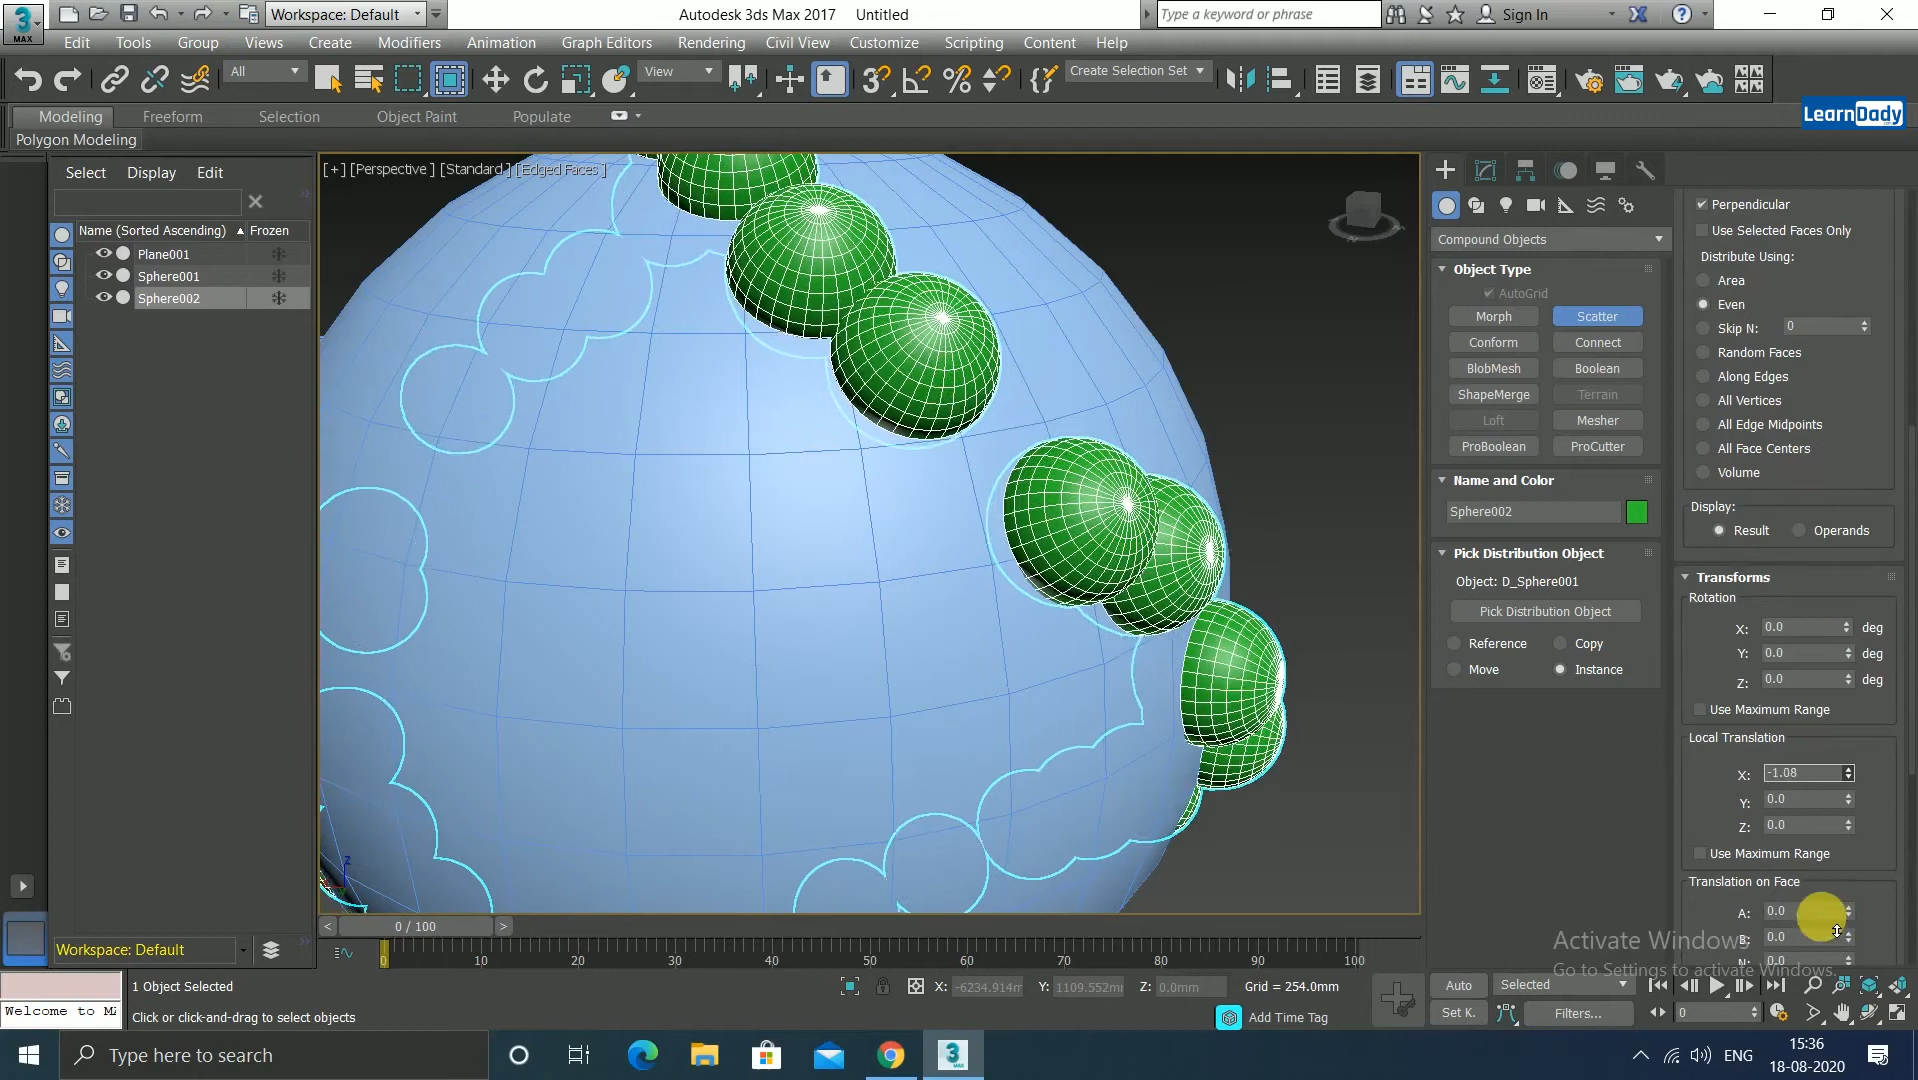 Workspace: Default
Autodesk 3ds Max 2017 Untitled
Type a keyword or phrase
Sign In
MAX
Edit Tools Group Views Create Modifiers Animation Graph Editors Rendering Civil View Customize Scripting Content Help
All
View
Create Selection Set
Modeling Freeform Selection Object Paint Populate
LearnDady
Polygon Modeling
Select Display Edit
Name (Sorted Ascending) Frozen
Plane001
Sphere001
Sphere002
[+] [Perspective ] [Standard ] [Edged Faces ]
Compound Objects
Object Type
AutoGrid
Morph Scatter
Conform Connect
BlobMesh Boolean
ShapeMerge Terrain
Loft Mesher
ProBoolean ProCutter
Name and Color
Sphere002
Pick Distribution Object
Object: D_Sphere001
Pick Distribution Object
Reference Copy
Move Instance
Perpendicular
Use Selected Faces Only
Distribute Using:
Area
Even
Skip N: 0
Random Faces
Along Edges
All Vertices
All Edge Midpoints
All Face Centers
Volume
Display:
Result Operands
Transforms
Rotation
X: 0.0 deg
Y: 0.0 deg
Z: 0.0 deg
Use Maximum Range
Local Translation
X: -1.08
Y: 0.0
Z: 0.0
Use Maximum Range
Translation on Face
A: 0.0
B: 0.0
N: 0.0
Activate Windows
Go to Settings to activate Windows.
z
< 0 / 100 >
Workspace: Default
0 10 20 30 40 50 60 70 80 90 100
1 Object Selected
X: -6234.914m Y: 1109.552m Z: 0.0mm Grid = 254.0mm
Auto Selected
Welcome to MA
Click or click-and-drag to select objects
Add Time Tag
Set K. Filters...
0
Type here to search
3
MAX
ENG
15:36
18-08-2020